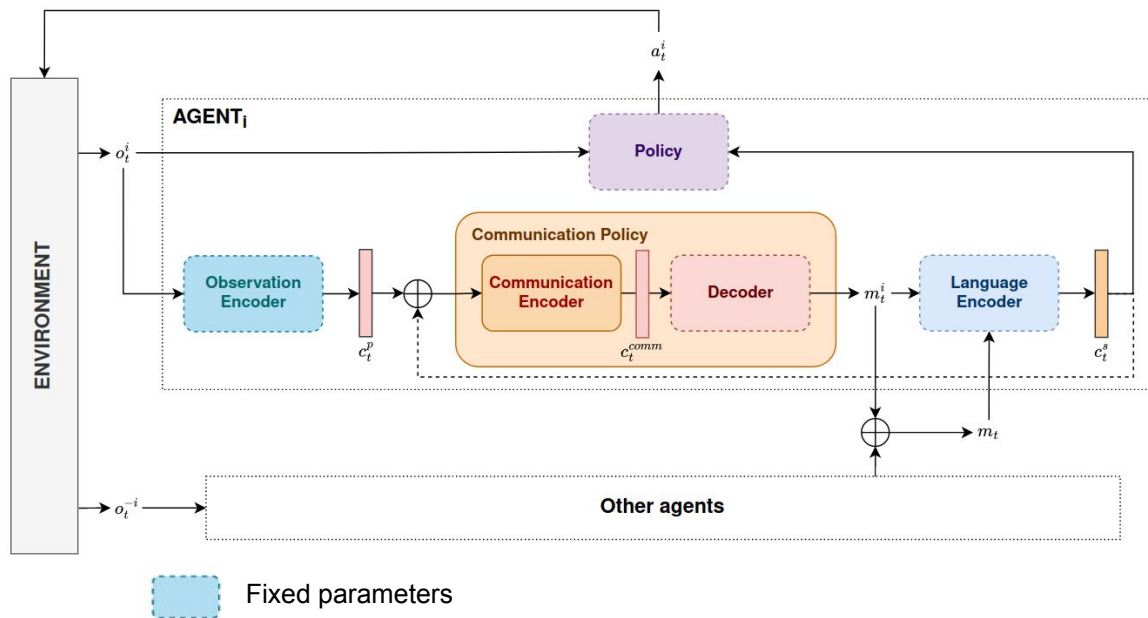 a_t^i
AGENT_i
o_t^i
Policy
Communication Policy
Observation
Encoder
Communication
Encoder
Decoder
m_t^i
Language
Encoder
c_t^p
c_t^{comm}
c_t^s
ENVIRONMENT
m_t
o_t^{-i}
Other agents
Fixed parameters